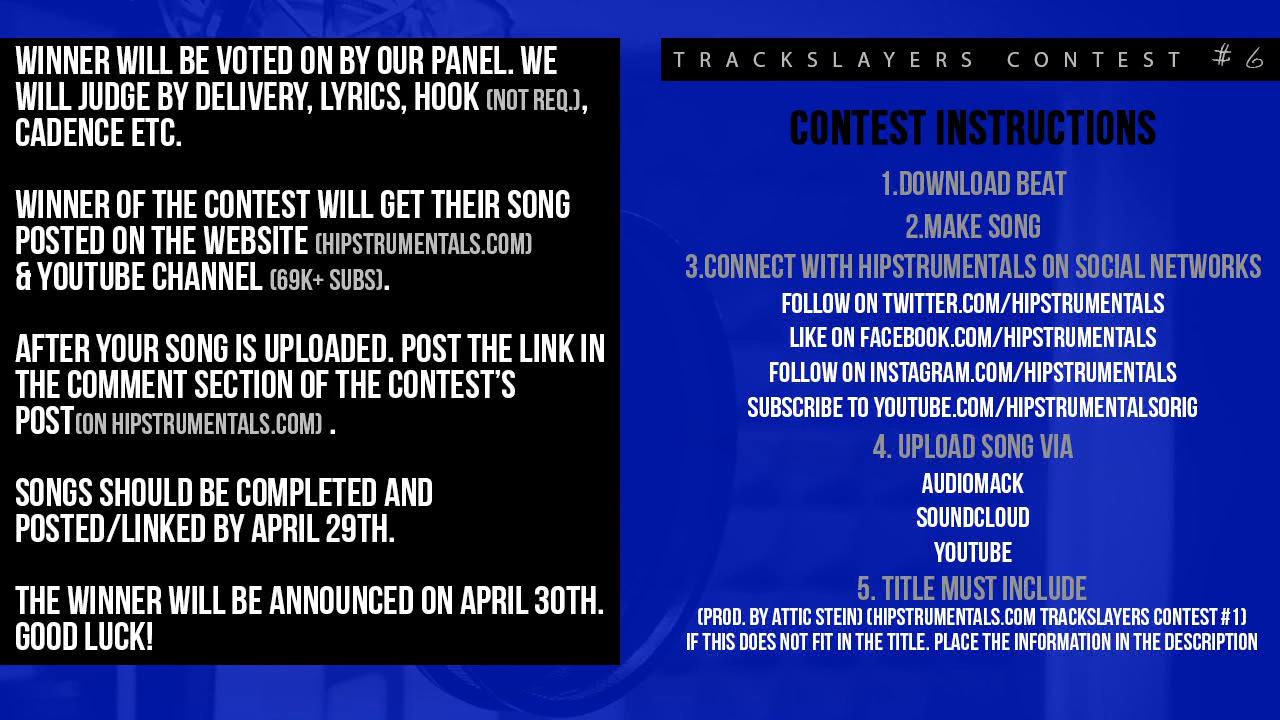 WINNER WILL BE VOTED ON BY OUR PANEL. WE
WILL JUDGE BY DELIVERY, LYRICS, HOOK (NOT REQ.),
CADENCE ETC.
WINNER OF THE CONTEST WILL GET THEIR SONG
POSTED ON THE WEBSITE (HIPSTRUMENTALS.COM)
& YOUTUBE CHANNEL (69K+ SUBS).
AFTER YOUR SONG IS UPLOADED. POST THE LINK IN
THE COMMENT SECTION OF THE CONTEST'S
POST(ON HIPSTRUMENTALS.COM) .
SONGS SHOULD BE COMPLETED AND
POSTED/LINKED BY APRIL 29TH.
THE WINNER WILL BE ANNOUNCED ON APRIL 30TH.
GOOD LUCK!
TRACKSLAYERS CONTEST #6
CONTEST INSTRUCTIONS
1.DOWNLOAD BEAT
2.MAKE SONG
3.CONNECT WITH HIPSTRUMENTALS ON SOCIAL NETWORKS
FOLLOW ON TWITTER.COM/HIPSTRUMENTALS
LIKE ON FACEBOOK.COM/HIPSTRUMENTALS
FOLLOW ON INSTAGRAM.COM/HIPSTRUMENTALS
SUBSCRIBE TO YOUTUBE.COM/HIPSTRUMENTALSORIG
4. UPLOAD SONG VIA
AUDIOMACK
SOUNDCLOUD
YOUTUBE
5. TITLE MUST INCLUDE
(PROD. BY ATTIC STEIN) (HIPSTRUMENTALS.COM TRACKSLAYERS CONTEST #1)
IF THIS DOES NOT FIT IN THE TITLE. PLACE THE INFORMATION IN THE DESCRIPTION